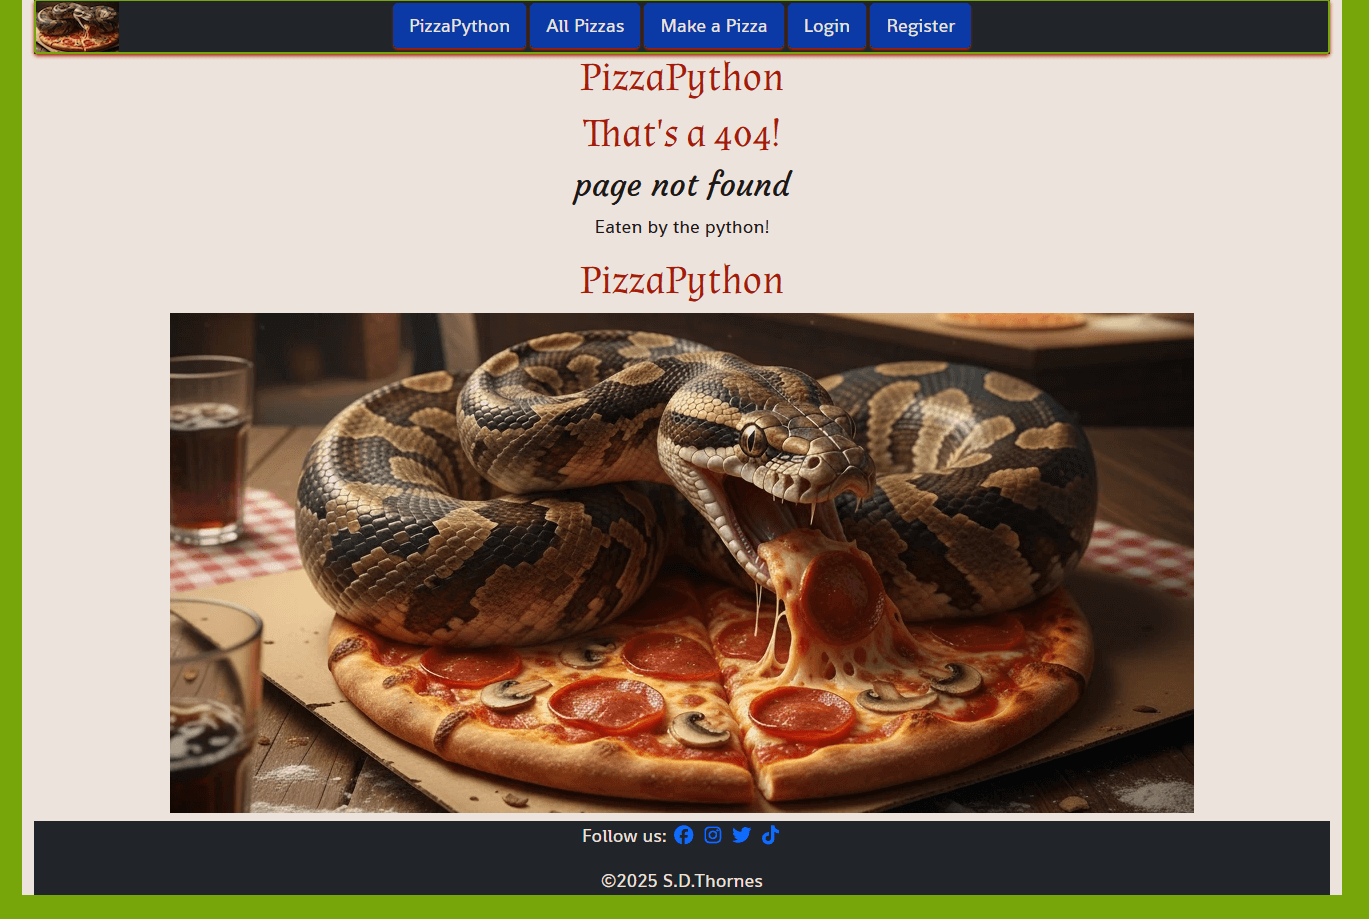 PizzaPython All Pizzas Make a Pizza Login Register
PizzaPython
That's a 404!
page not found
Eaten by the python!
PizzaPython
Follow us:
©2025 S.D.Thornes